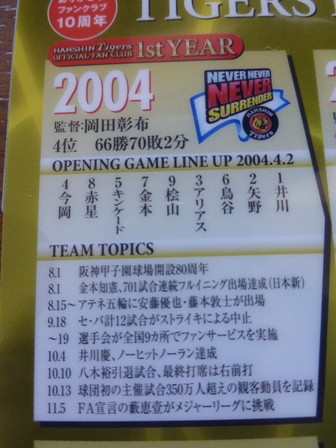 ファンクラブ
10周年
TIGERS
HANSHIN Tigers
OFFICIAL FAN CLUB
1st YEAR
2004
NEVER NEVER
NEVER
SURRENDER
HANSHIN
Tigers
監督:岡田彰布
4位 66勝70敗2分
OPENING GAME LINE UP 2004.4.2
4 今岡
8 赤星
5 キンケード
7 金本
9 桧山
3 アリアス
6 鳥谷
2 矢野
1 井川
TEAM TOPICS
8.1 阪神甲子園球場開設80周年
8.1 金本知憲、701試合連続フルイニング出場達成(日本新)
8.15~ アテネ五輪に安藤優也・藤本敦士が出場
9.18 セ・パ計12試合がストライキによる中止
~19 選手会が全国9カ所でファンサービスを実施
10.4 井川慶、ノーヒットノーラン達成
10.10 八木裕引退試合、最終打席は右前打
10.13 球団初の主催試合350万人超えの観客動員を記録
11.5 FA宣言の藪恵壹がメジャーリーグに挑戦